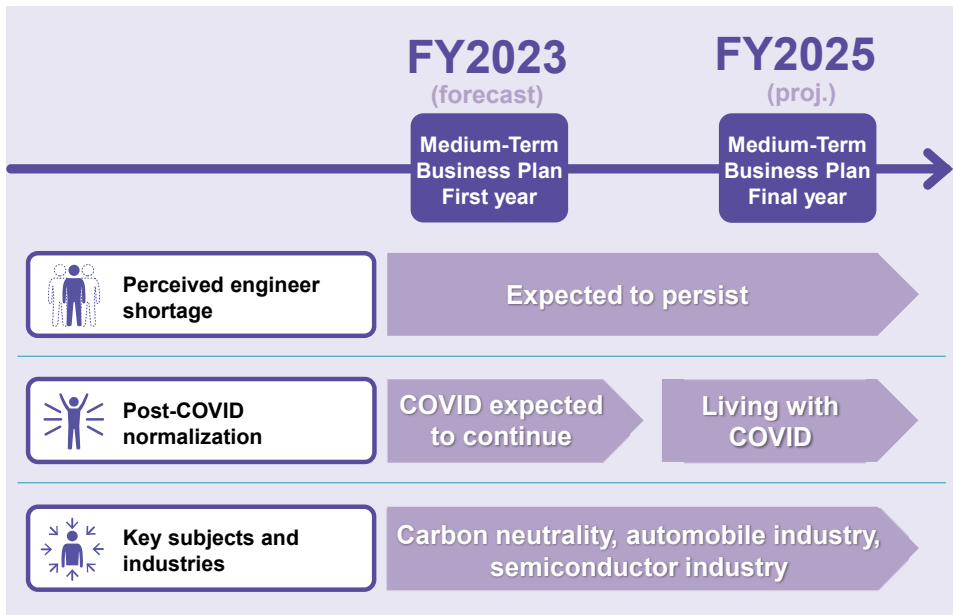 FY2023
(forecast)
FY2025
(proj.)
Medium-Term
Business Plan
First year
Medium-Term
Business Plan
Final year
Perceived engineer
shortage
Expected to persist
Post-COVID
normalization
COVID expected
to continue
Living with
COVID
Key subjects and
industries
Carbon neutrality, automobile industry,
semiconductor industry